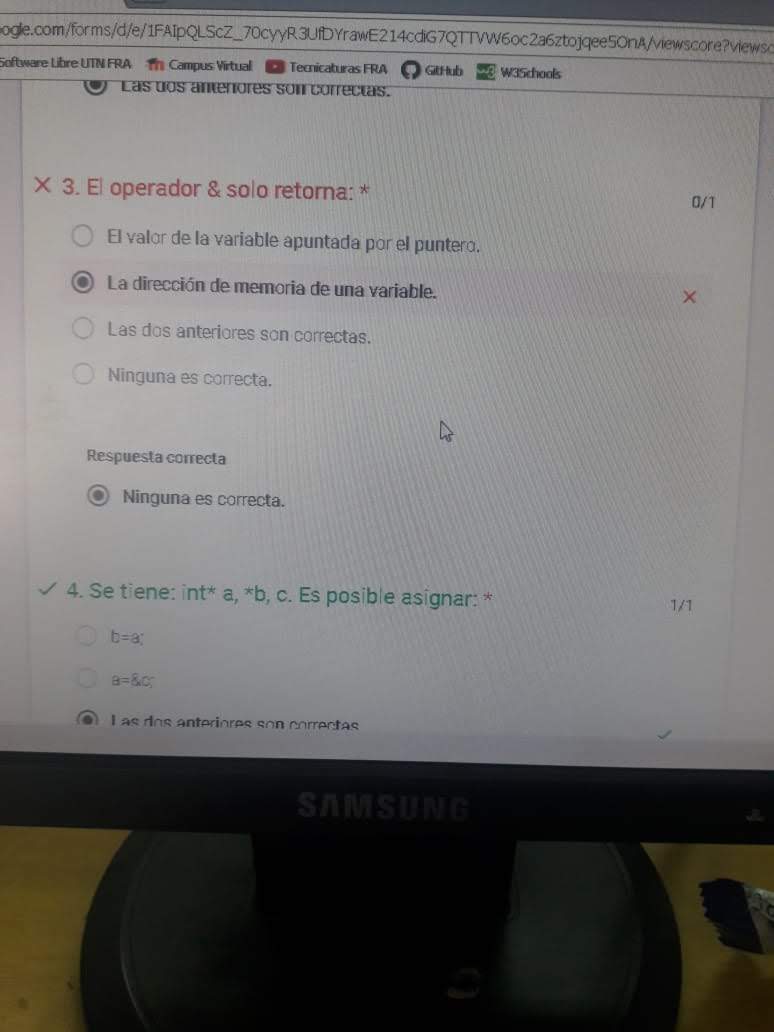 ogle.com/forms/d/e/1FAIpQLScZ_70cyyR3UfDYrawE214cdiG7QTTVW6oc2a6ztojqee5OnA/viewscore?viewsc
Software Libre UTN FRA Campus Virtual Tecnicaturas FRA GitHub W3Schools
Las dos anteriores son correctas.
3. El operador & solo retorna: *
0/1
El valor de la variable apuntada por el puntero.
La dirección de memoria de una variable.
Las dos anteriores son correctas.
Ninguna es correcta.
Respuesta correcta
Ninguna es correcta.
4. Se tiene: int* a, *b, c. Es posible asignar: *
1/1
b=a;
a=&c;
Las dos anteriores son correctas
SAMSUNG